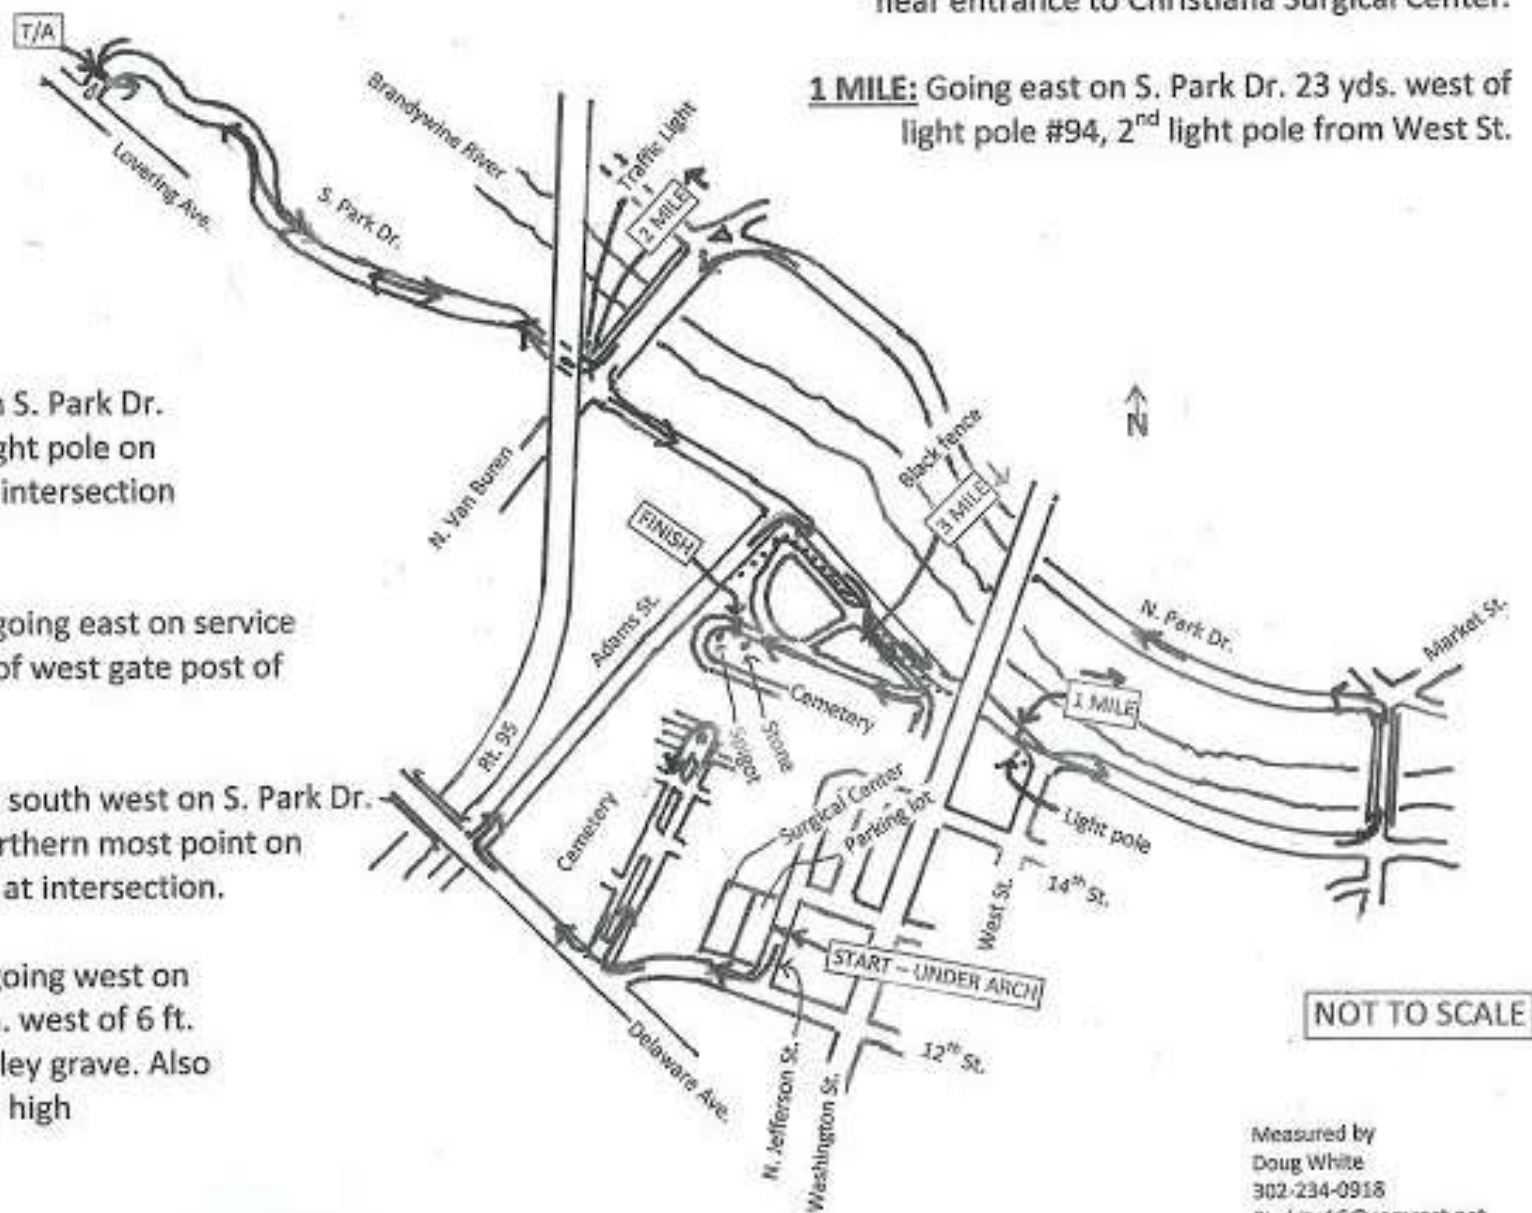 near entrance to Christiana Surgical Center.
1 MILE: Going east on S. Park Dr. 23 yds. west of
light pole #94, 2nd light pole from West St.
T/A
Lovering Ave.
S. Park Dr.
Brandywine River
Traffic Light
2 MILE
N
S. Park Dr.
ght pole on
intersection
N. Van Buren
Black fence
3 MILE
FINISH
Adams St.
going east on service
of west gate post of
N. Park Dr.
Market St.
1 MILE
Cemetery
Spigot
Stone
Rt. 95
south west on S. Park Dr.
rthern most point on
at intersection.
Cemetery
Surgical Center
Parking lot
Light pole
West St.
14th St.
START – UNDER ARCH
going west on
. west of 6 ft.
ley grave. Also
high
Delaware Ave.
N. Jefferson St.
Washington St.
12th St.
NOT TO SCALE
Measured by
Doug White
302-234-0918